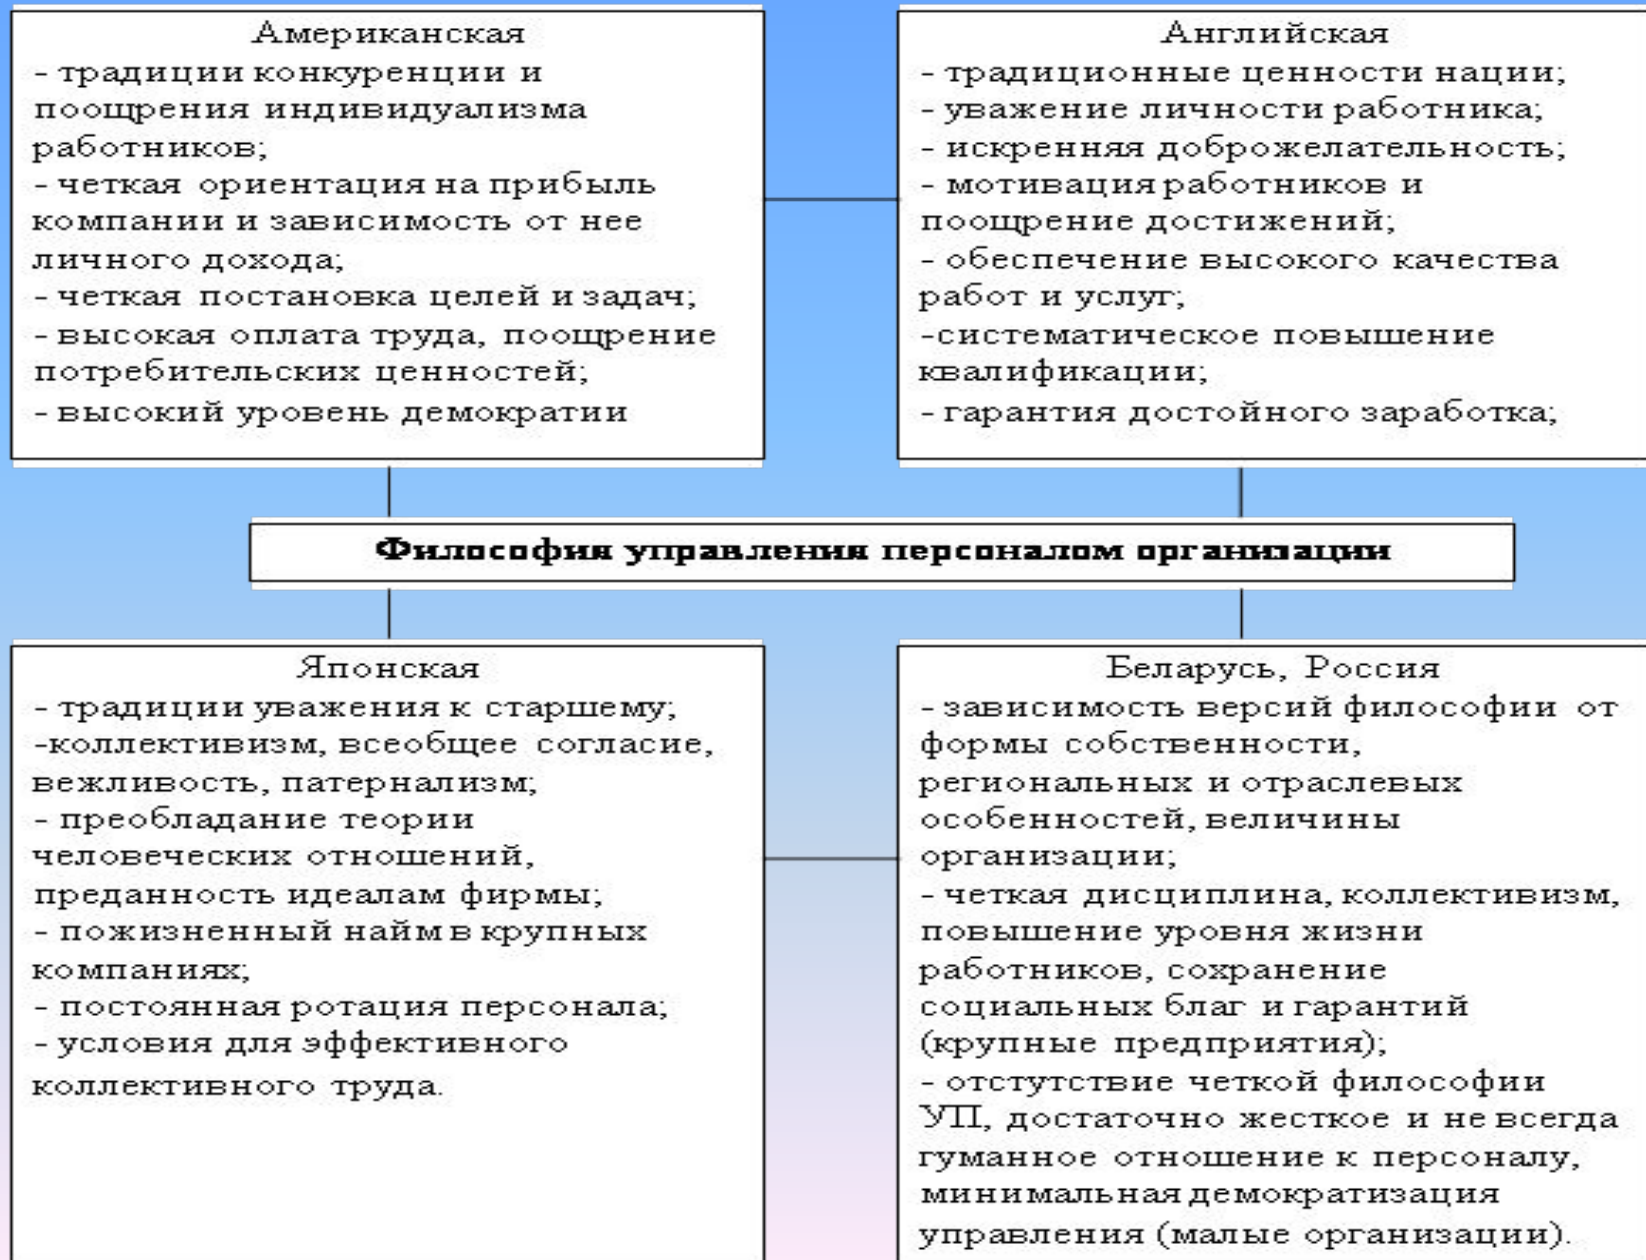 Американская
- традиции конкуренции и
поощрения индивидуализма
работников;
- четкая ориентация на прибыль
компании и зависимость от нее
личного дохода;
- четкая постановка целей и задач;
- высокая оплата труда, поощрение
потребительских ценностей;
- высокий уровень демократии
Английская
- традиционные ценности нации;
- уважение личности работника;
- искренняя доброжелательность;
- мотивация работников и
поощрение достижений;
- обеспечение высокого качества
работ и услуг;
-систематическое повышение
квалификации;
- гарантия достойного заработка;
Философия управления персоналом организации
Японская
- традиции уважения к старшему;
-коллективизм, всеобщее согласие,
вежливость, патернализм;
- преобладание теории
человеческих отношений,
преданность идеалам фирмы;
- пожизненный найм в крупных
компаниях;
- постоянная ротация персонала;
- условия для эффективного
коллективного труда.
Беларусь, Россия
- зависимость версий философии от
формы собственности,
региональных и отраслевых
особенностей, величины
организации;
- четкая дисциплина, коллективизм,
повышение уровня жизни
работников, сохранение
социальных благ и гарантий
(крупные предприятия);
- отстутствие четкой философии
УП, достаточно жесткое и не всегда
гуманное отношение к персоналу,
минимальная демократизация
управления (малые организации).